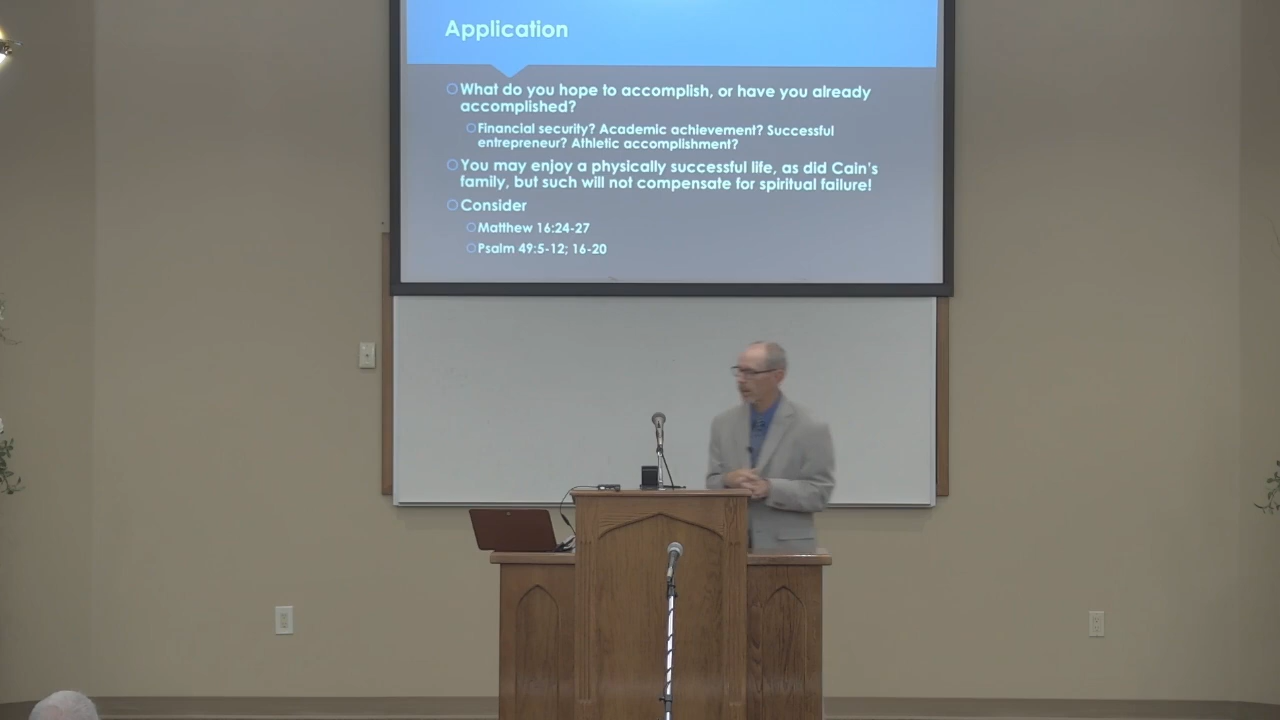 Application
What do you hope to accomplish, or have you already
accomplished?
Financial security? Academic achievement? Successful
entrepreneur? Athletic accomplishment?
You may enjoy a physically successful life, as did Cain's
family, but such will not compensate for spiritual failure!
Consider
Matthew 16:24-27
Psalm 49:5-12; 16-20